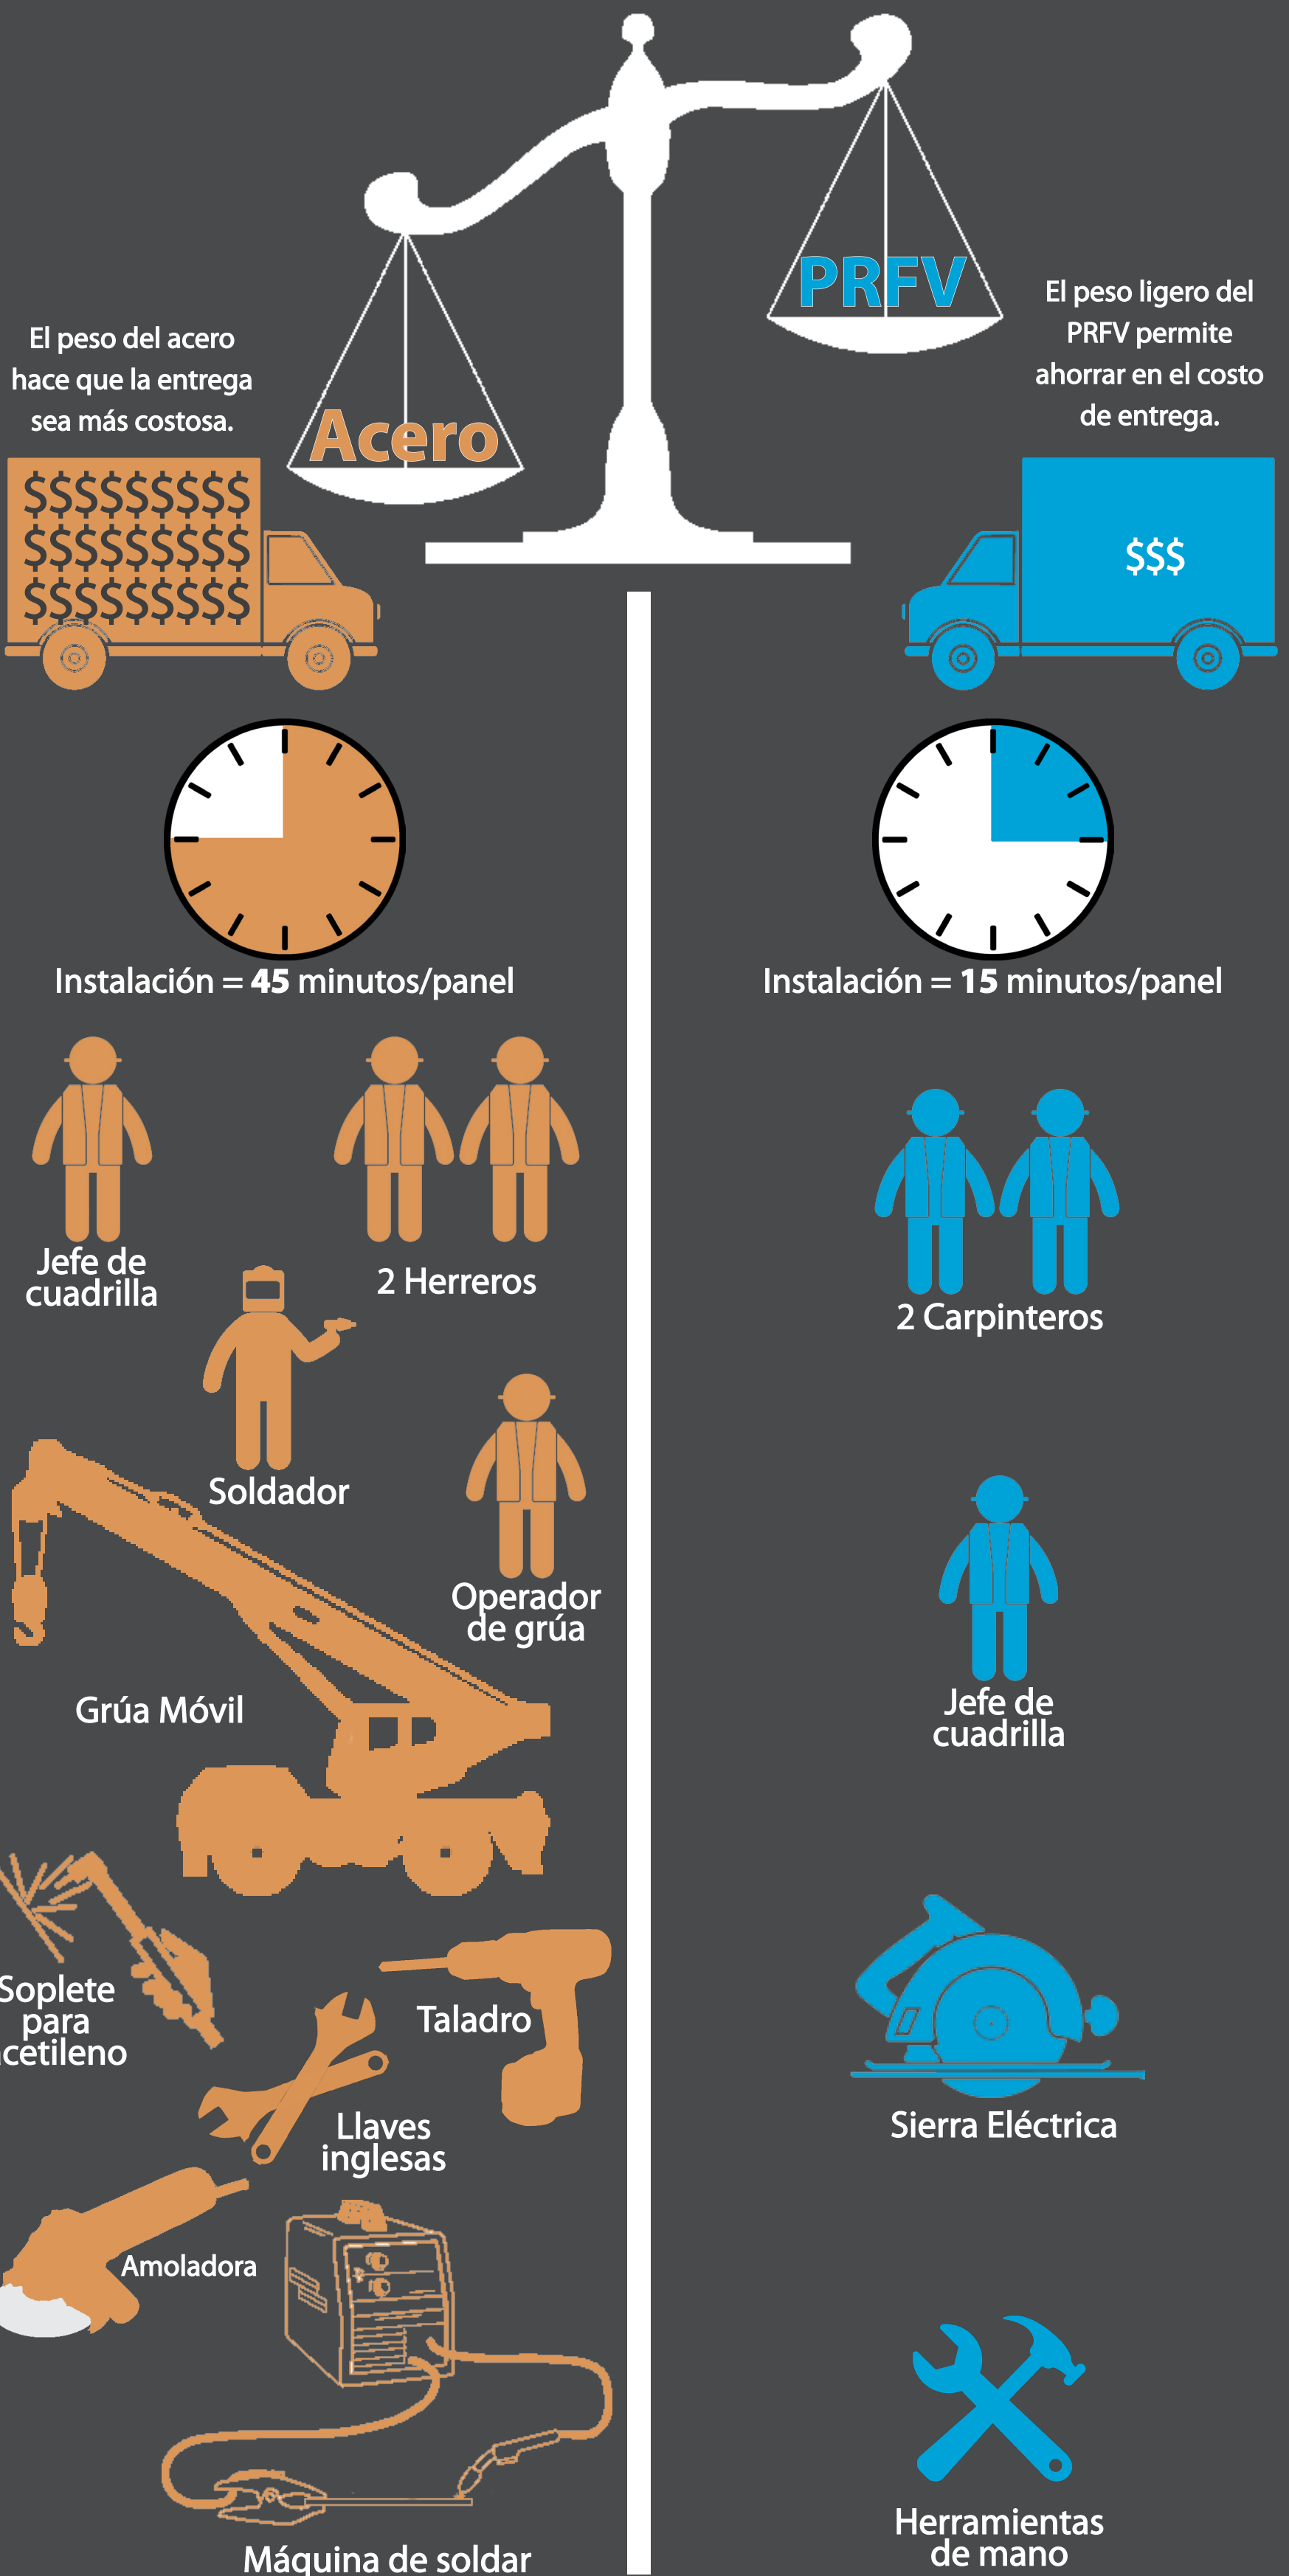 PRFV
Acero
El peso del acero
hace que la entrega
sea más costosa.
El peso ligero del
PRFV permite
ahorrar en el costo
de entrega.
$$$$$$$$$
$$$$$$$$$
$$$$$$$$$
$$$
Instalación = 45 minutos/panel
Instalación = 15 minutos/panel
Jefe de
cuadrilla
2 Herreros
Soldador
Operador
de grúa
Grúa Móvil
Soplete
para
cetileno
Taladro
Llaves
inglesas
Amoladora
Máquina de soldar
2 Carpinteros
Jefe de
cuadrilla
Sierra Eléctrica
Herramientas
de mano